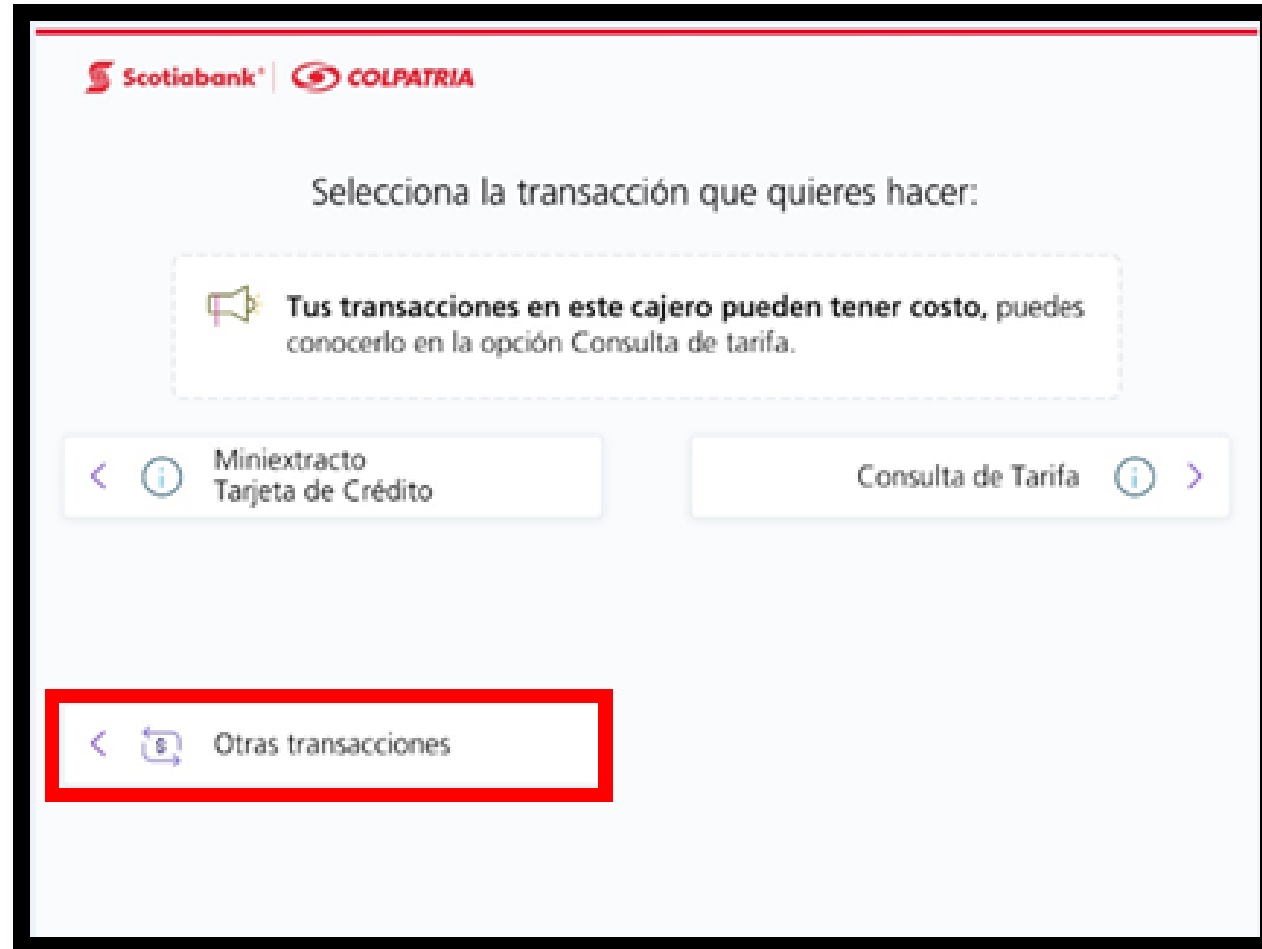 Scotiabank® COLPATRIA
Selecciona la transacción que quieres hacer:
Tus transacciones en este cajero pueden tener costo, puedes
conocerlo en la opción Consulta de tarifa.
Miniextracto
Tarjeta de Crédito
Consulta de Tarifa
Otras transacciones